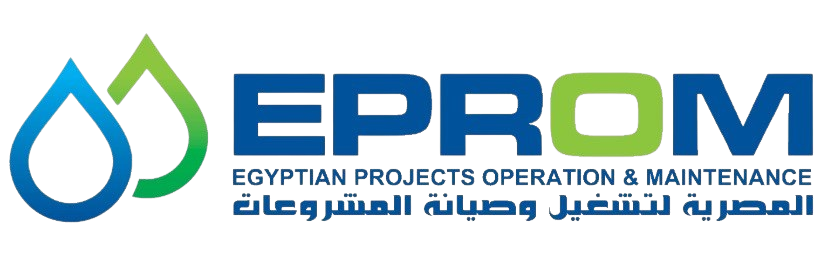 EPROM
EGYPTIAN PROJECTS OPERATION & MAINTENANCE
المصرية لتشغيل وصيانة المشروعات